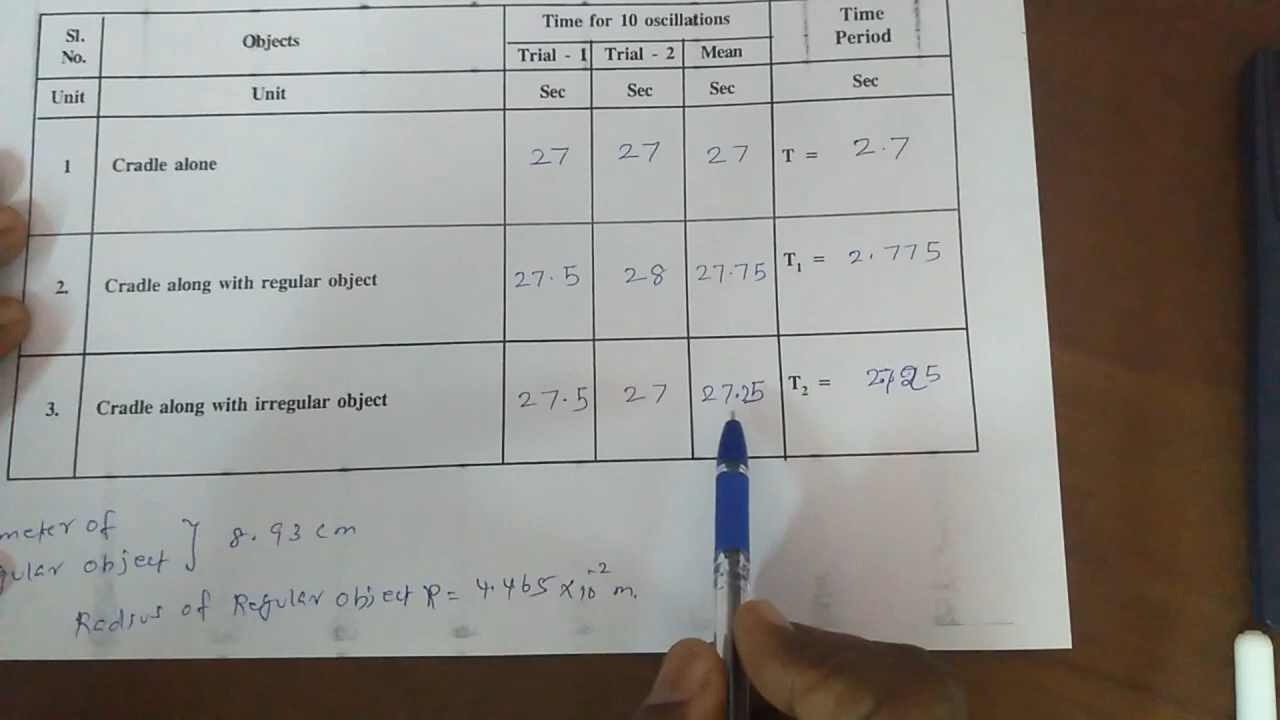 Sl. No. Objects Time for 10 oscillations Time Period
Trial - 1 Trial - 2 Mean
Unit Unit Sec Sec Sec Sec
1 Cradle alone 27 27 27 T = 2.7
2. Cradle along with regular object 27.5 28 27.75 T₁ = 2.775
3. Cradle along with irregular object 27.5 27 27.25 T₂ =
meter of
gular object } 8.93 cm
Radius of Regular object R = 4.465 × 10⁻² m.